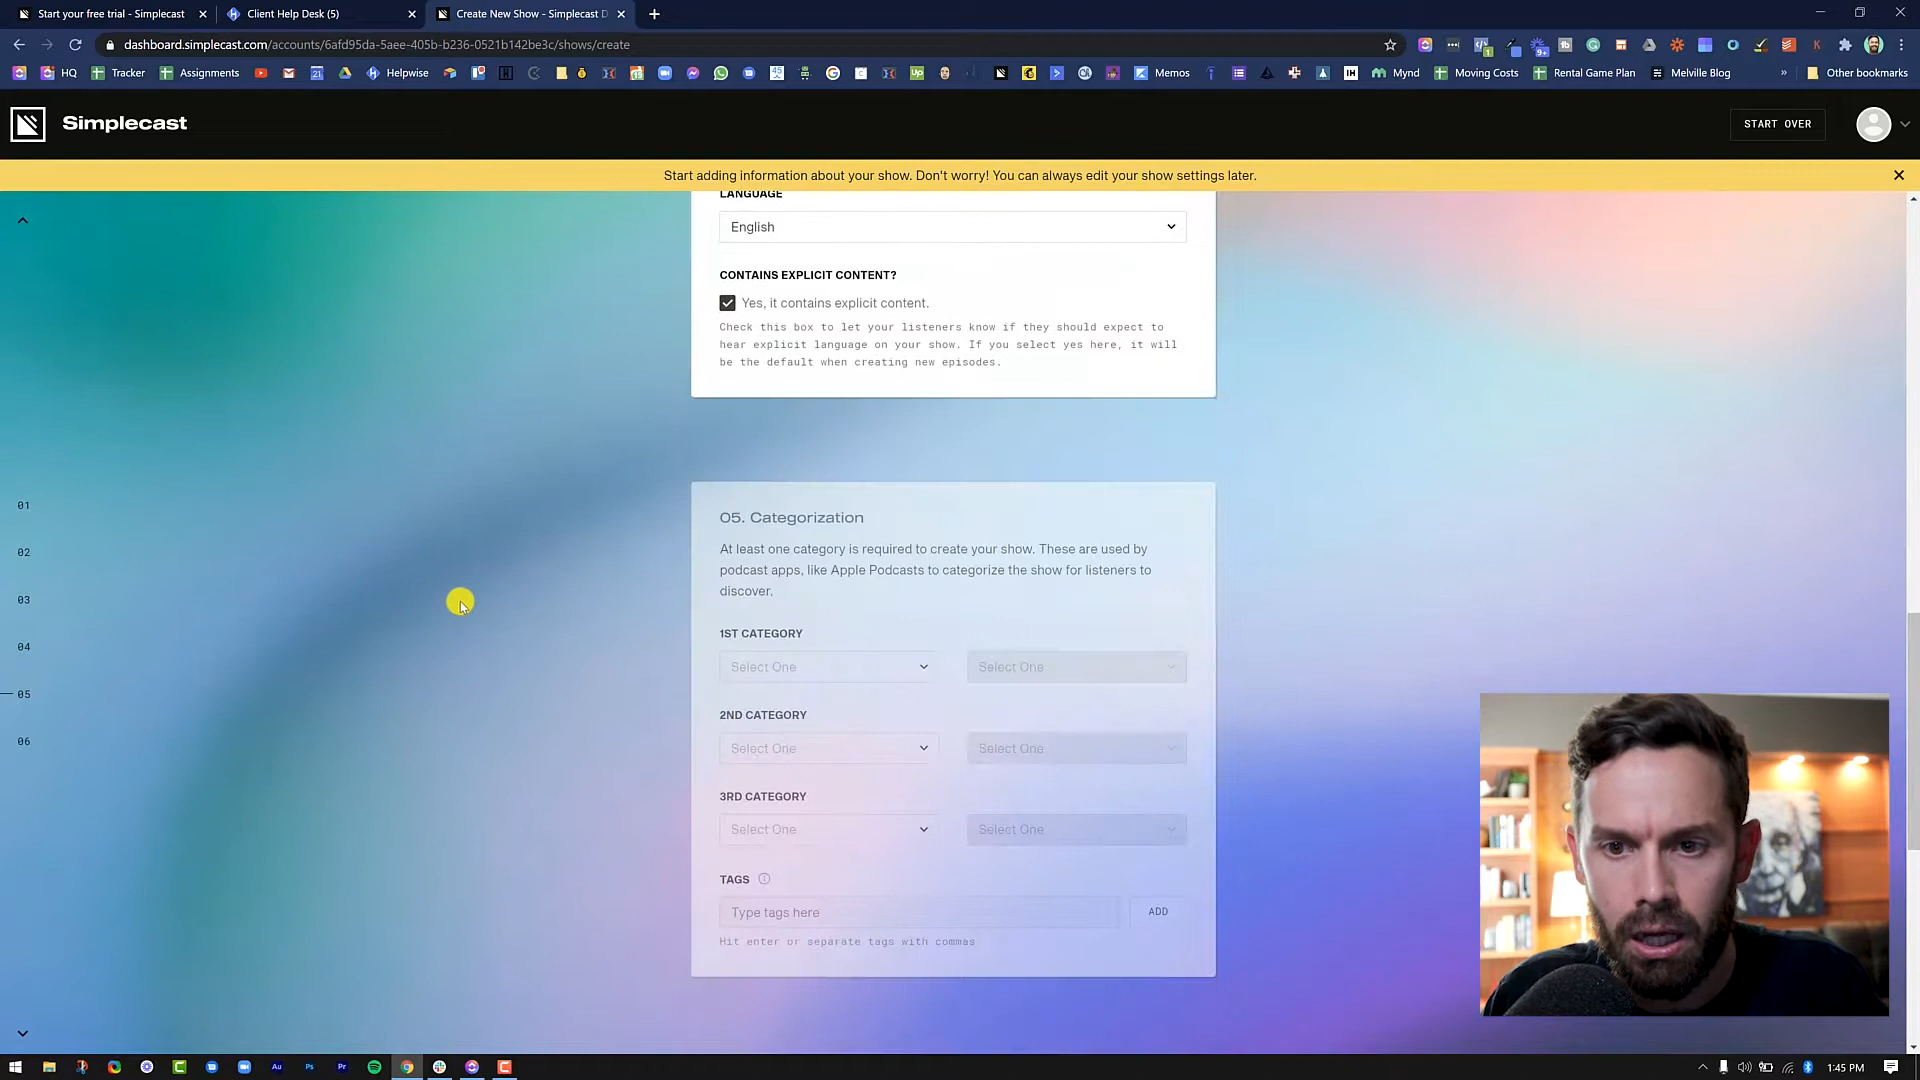 Start your free trial - Simplecast
Client Help Desk (5)
Create New Show - Simplecast D
dashboard.simplecast.com/accounts/6afd95da-5aee-405b-b236-0521b142be3c/shows/create
HQ
Tracker
Assignments
Helpwise
Memos
Mynd
Moving Costs
Rental Game Plan
Melville Blog
Other bookmarks
Simplecast
START OVER
Start adding information about your show. Don't worry! You can always edit your show settings later.
LANGUAGE
English
CONTAINS EXPLICIT CONTENT?
Yes, it contains explicit content.
Check this box to let your listeners know if they should expect to
hear explicit language on your show. If you select yes here, it will
be the default when creating new episodes.
01
02
03
04
05
06
05. Categorization
At least one category is required to create your show. These are used by
podcast apps, like Apple Podcasts to categorize the show for listeners to
discover.
1ST CATEGORY
Select One
Select One
2ND CATEGORY
Select One
Select One
3RD CATEGORY
Select One
Select One
TAGS
Type tags here
ADD
Hit enter or separate tags with commas
Au
Ps
Pr
1:45 PM